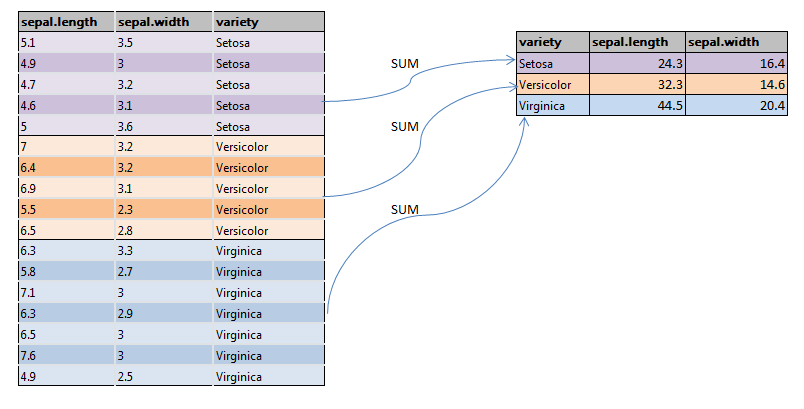 sepal.length sepal.width variety
5.1 3.5 Setosa
4.9 3 Setosa
4.7 3.2 Setosa
4.6 3.1 Setosa
5 3.6 Setosa
7 3.2 Versicolor
6.4 3.2 Versicolor
6.9 3.1 Versicolor
5.5 2.3 Versicolor
6.5 2.8 Versicolor
6.3 3.3 Virginica
5.8 2.7 Virginica
7.1 3 Virginica
6.3 2.9 Virginica
6.5 3 Virginica
7.6 3 Virginica
4.9 2.5 Virginica
SUM
SUM
SUM
variety sepal.length sepal.width
Setosa 24.3 16.4
Versicolor 32.3 14.6
Virginica 44.5 20.4